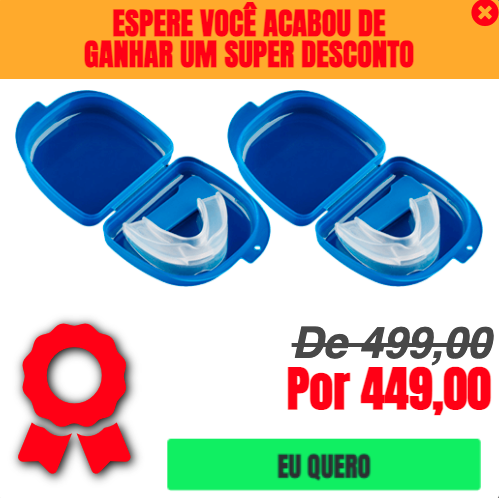 ESPERE VOCÊ ACABOU DE
GANHAR UM SUPER DESCONTO
De 499,00
Por 449,00
EU QUERO